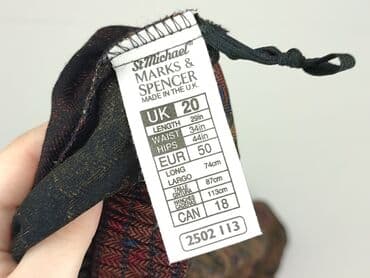 St Michael
MARKS &
SPENCER
MADE IN THE U.K.
UK 20
LENGTH 29in
WAIST 34in
HIPS 44in
EUR 50
LONG 74cm
LARGO
87cm
113cm
CAN 18
2502 113